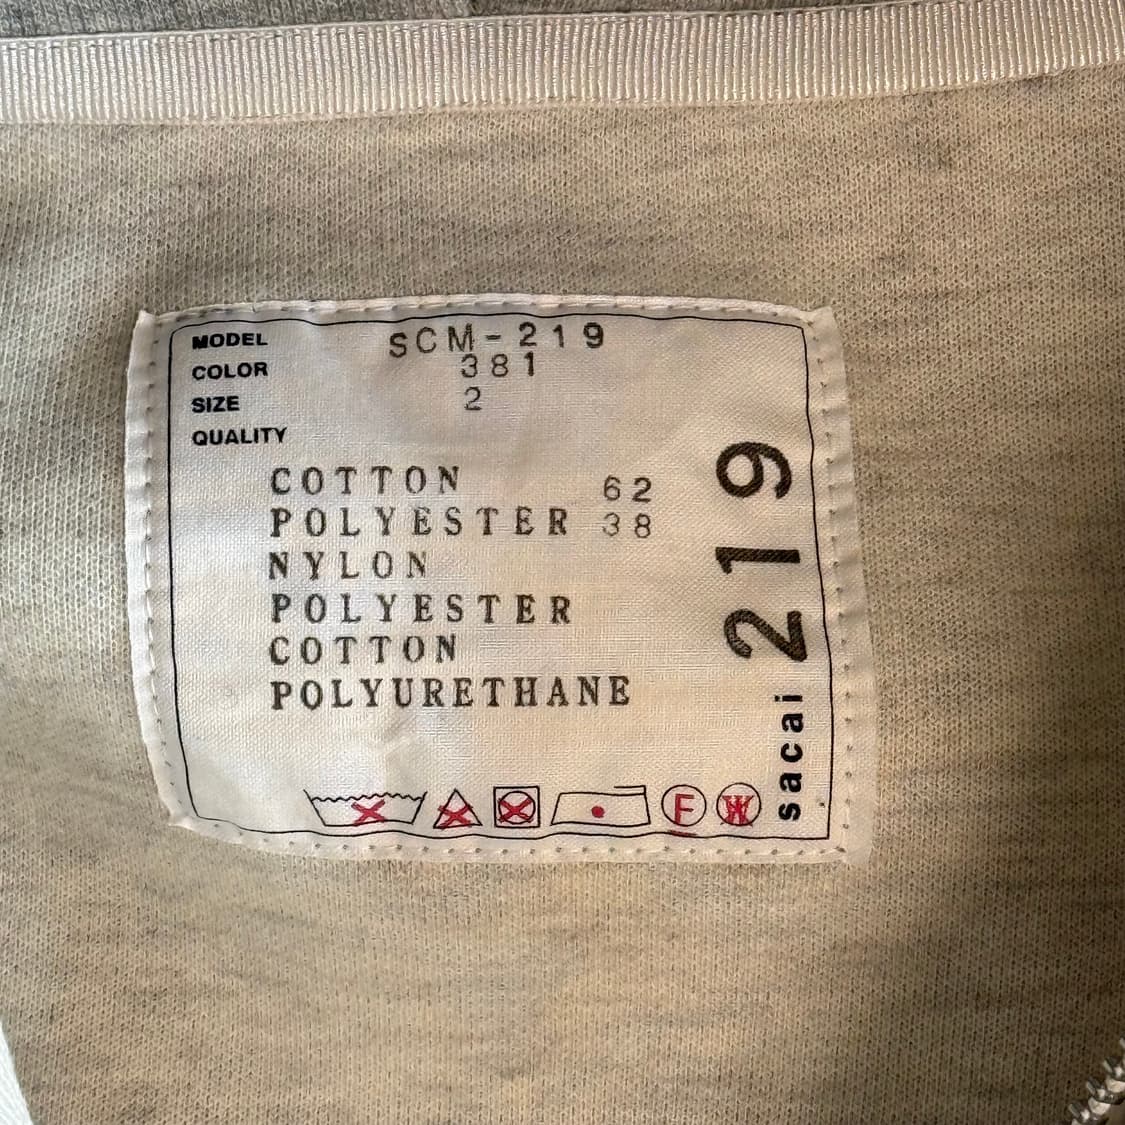 MODEL SCM-219
COLOR 381
SIZE 2
QUALITY
COTTON 62
POLYESTER 38
NYLON
POLYESTER
COTTON
POLYURETHANE
F W
sacai 219